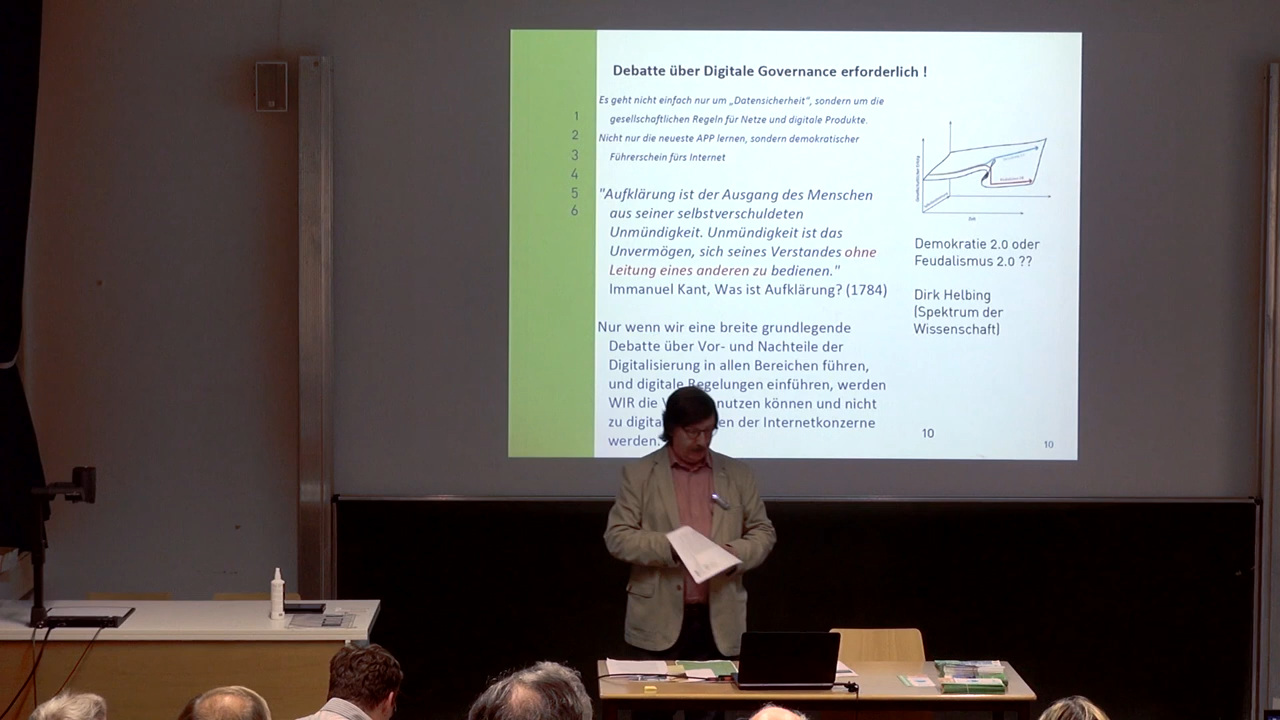 Debatte über Digitale Governance erforderlich !
1
2
3
4
5
6
Es geht nicht einfach nur um „Datensicherheit“, sondern um die
gesellschaftlichen Regeln für Netze und digitale Produkte.
Nicht nur die neueste APP lernen, sondern demokratischer
Führerschein fürs Internet
"Aufklärung ist der Ausgang des Menschen
aus seiner selbstverschuldeten
Unmündigkeit. Unmündigkeit ist das
Unvermögen, sich seines Verstandes ohne
Leitung eines anderen zu bedienen."
Immanuel Kant, Was ist Aufklärung? (1784)
Nur wenn wir eine breite grundlegende
Debatte über Vor- und Nachteile der
Digitalisierung in allen Bereichen führen,
und digitale Regelungen einführen, werden
WIR die nutzen können und nicht
zu der Internetkonzerne
werden.
Zeit
Demokratie 2.0 oder
Feudalismus 2.0 ??
Dirk Helbing
(Spektrum der
Wissenschaft)
10
10